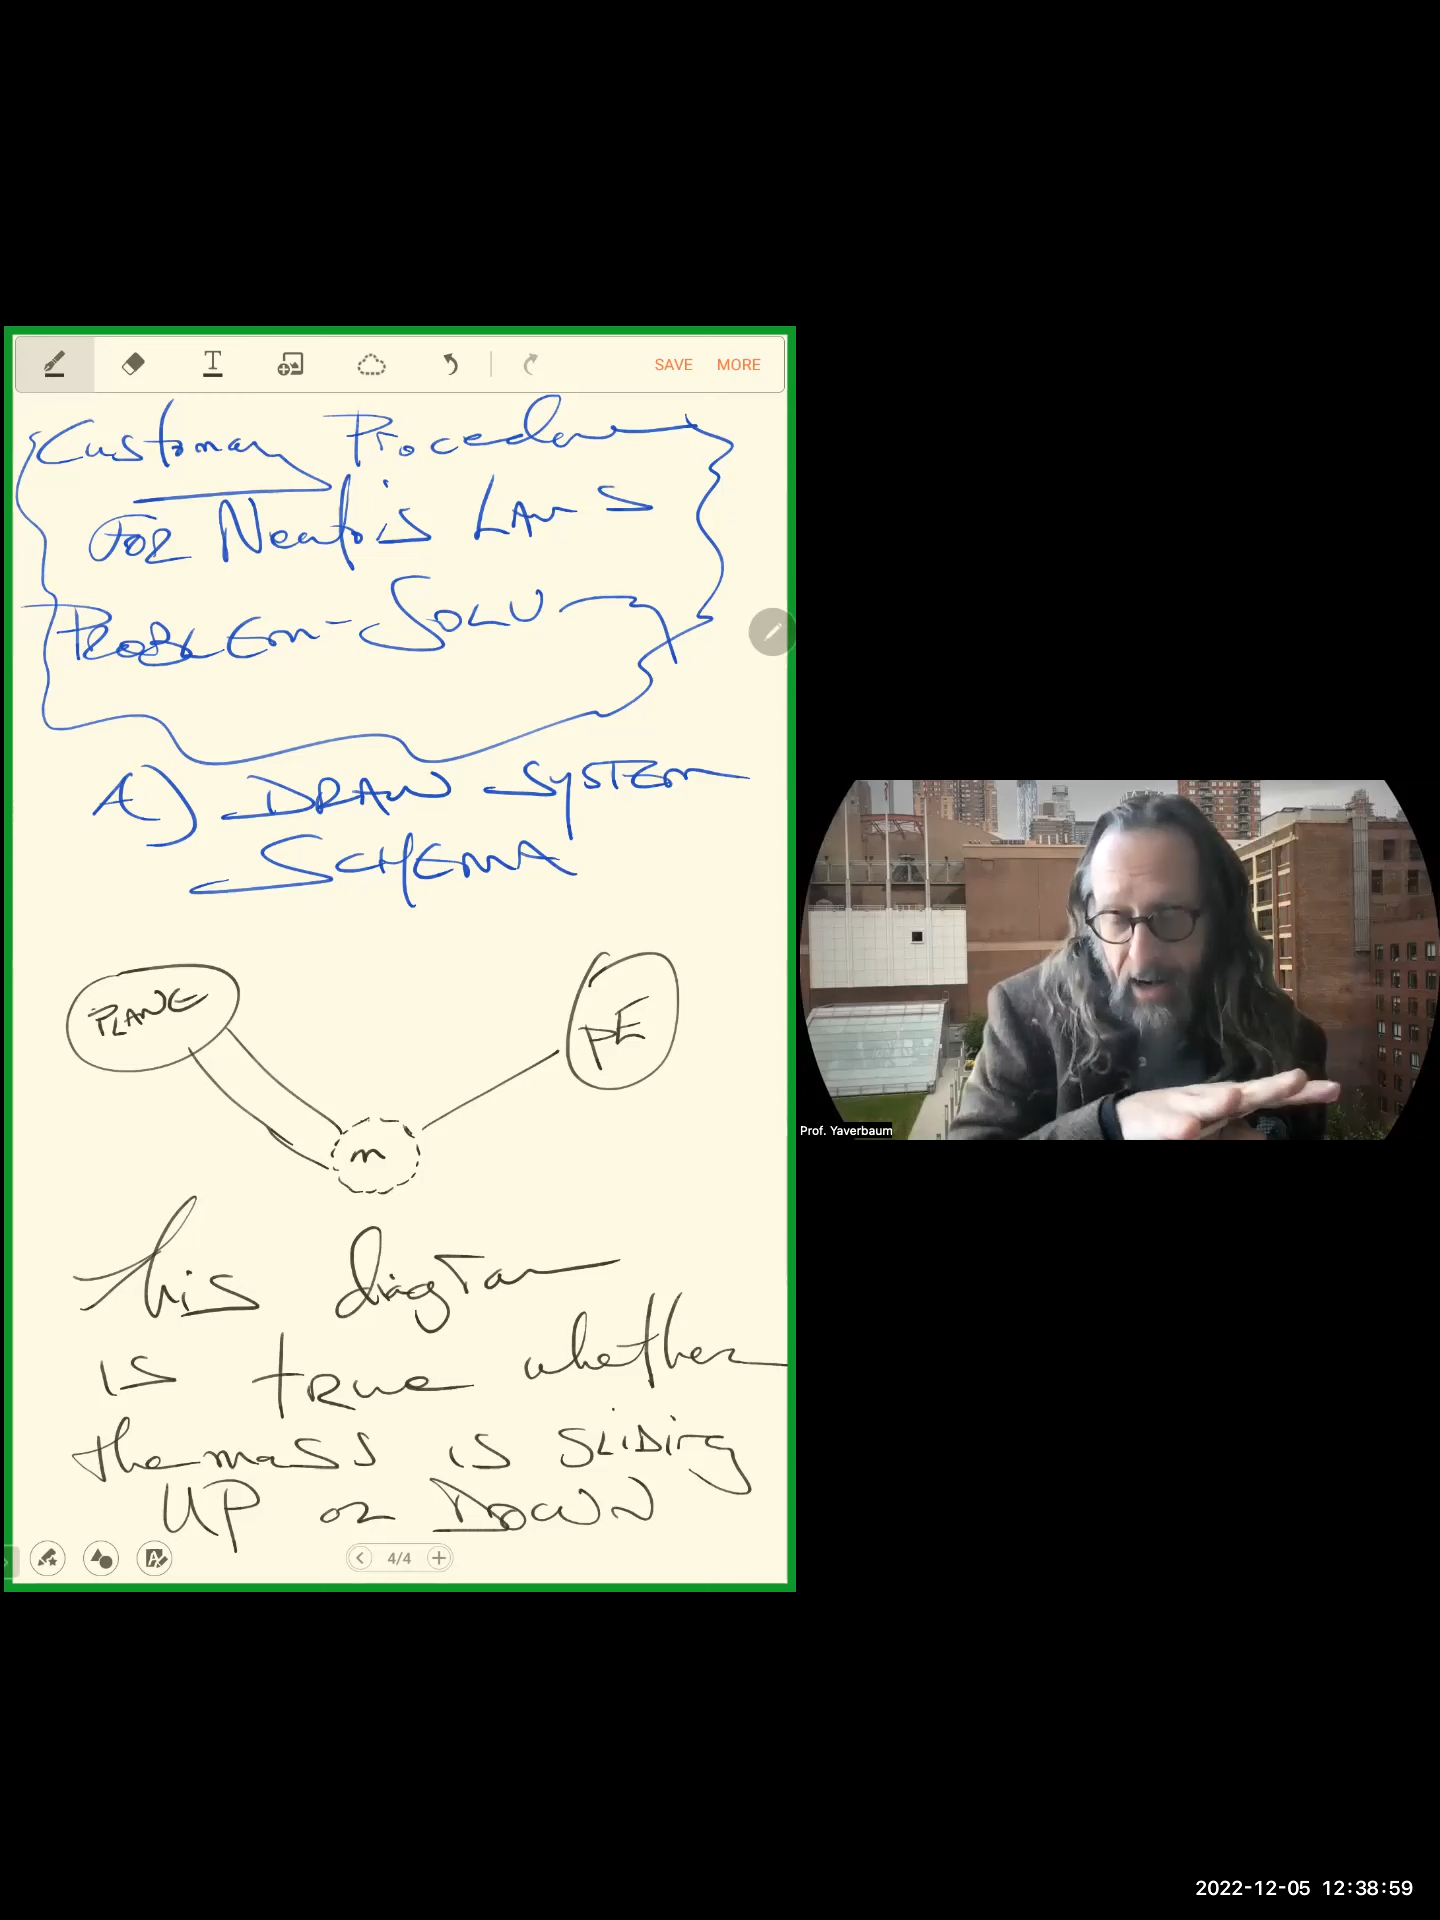 T
SAVE MORE
Customary Procedure
FOR Newton's LAWS
PROBLEM-SOLV
A) DRAW SYSTEM
SCHEMA
PLANE
PE
m
this diagram
is true whether
the mass is SLIDing
UP or DOWN
4/4
Prof. Yaverbaum
2022-12-05 12:38:59